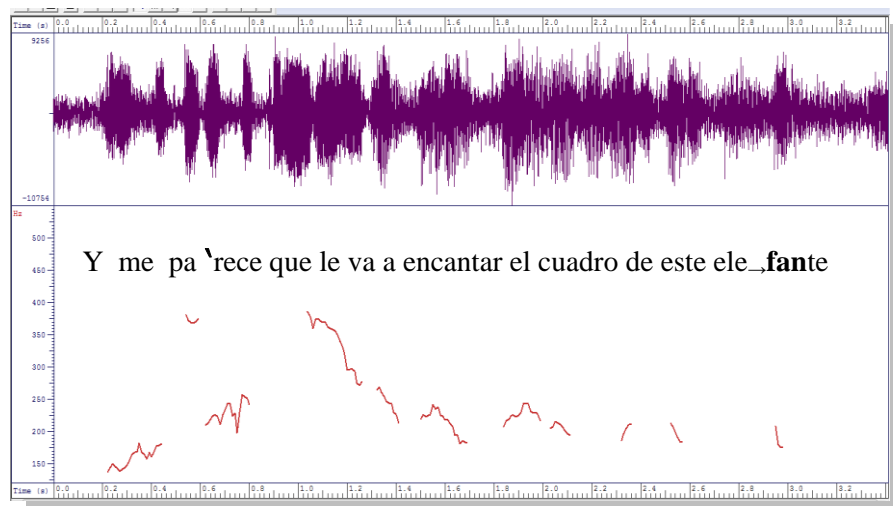 Time (s) 0.0 0.2 0.4 0.6 0.8 1.0 1.2 1.4 1.6 1.8 2.0 2.2 2.4 2.6 2.8 3.0 3.2
9256
-10754
Hz
500
Y me pa ‵rece que le va a encantar el cuadro de este ele→fante
450
400
350
300
250
200
150
Time (s) 0.0 0.2 0.4 0.6 0.8 1.0 1.2 1.4 1.6 1.8 2.0 2.2 2.4 2.6 2.8 3.0 3.2